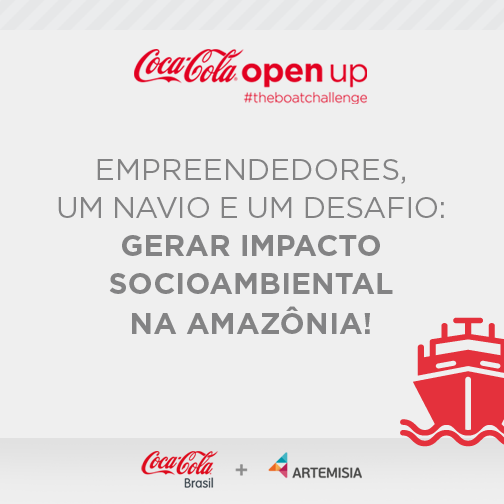 Coca-Cola open up
#theboatchallenge
EMPREENDEDORES,
UM NAVIO E UM DESAFIO:
GERAR IMPACTO
SOCIOAMBIENTAL
NA AMAZÔNIA!
Coca-Cola Brasil + ARTEMISIA